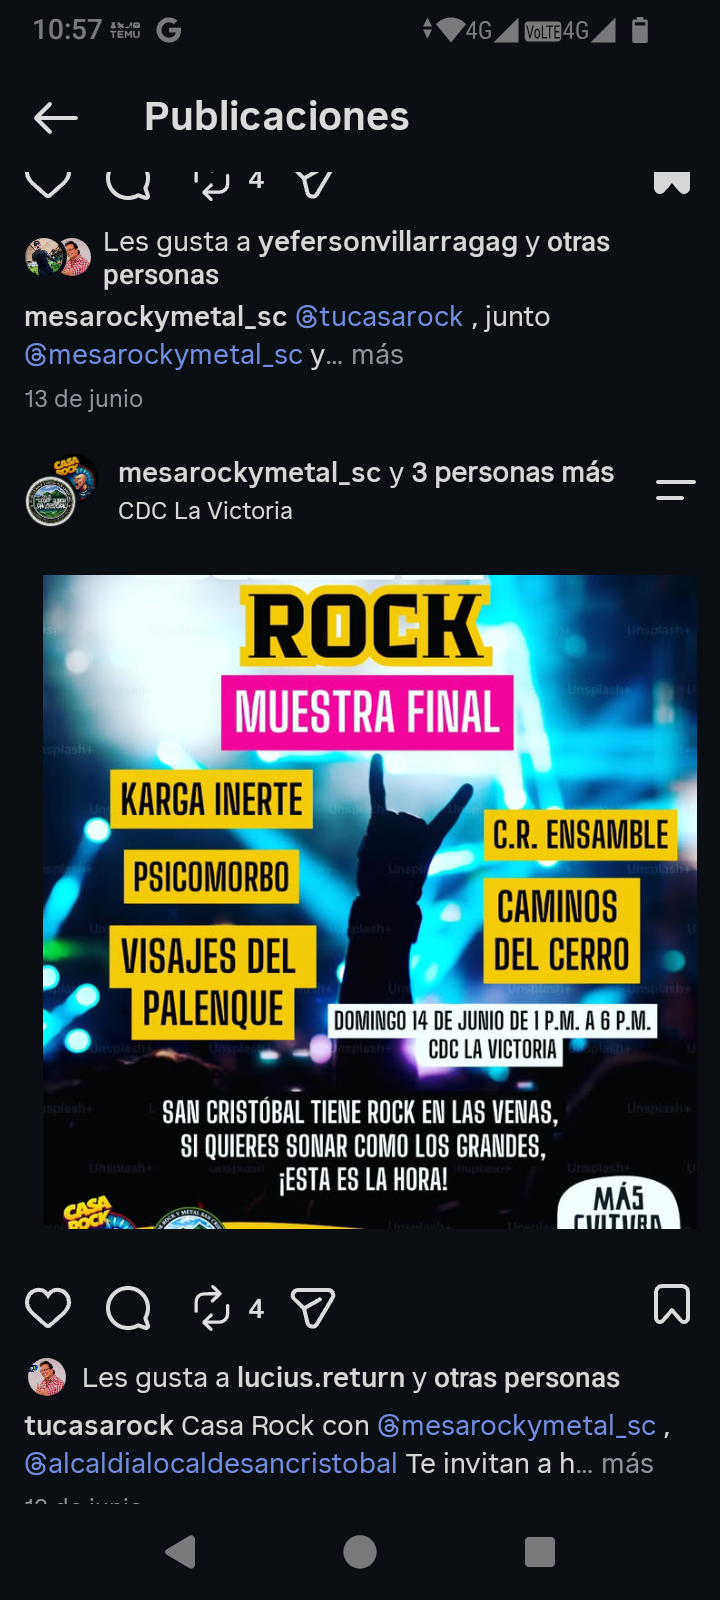 10:57 TEMU G 4G VoLTE 4G
Publicaciones
4
Les gusta a yefersonvillarragag y otras
personas
mesarockymetal_sc @tucasarock , junto
@mesarockymetal_sc y... más
13 de junio
mesarockymetal_sc y 3 personas más
CDC La Victoria
ROCK
MUESTRA FINAL
KARGA INERTE
C.R. ENSAMBLE
PSICOMORBO
CAMINOS
DEL CERRO
VISAJES DEL
PALENQUE
DOMINGO 14 DE JUNIO DE 1 P.M. A 6 P.M.
CDC LA VICTORIA
SAN CRISTÓBAL TIENE ROCK EN LAS VENAS,
SI QUIERES SONAR COMO LOS GRANDES,
¡ESTA ES LA HORA!
CASA
ROCK
MÁS
CULTURA
4
Les gusta a lucius.return y otras personas
tucasarock Casa Rock con @mesarockymetal_sc ,
@alcaldialocaldesancristobal Te invitan a h... más